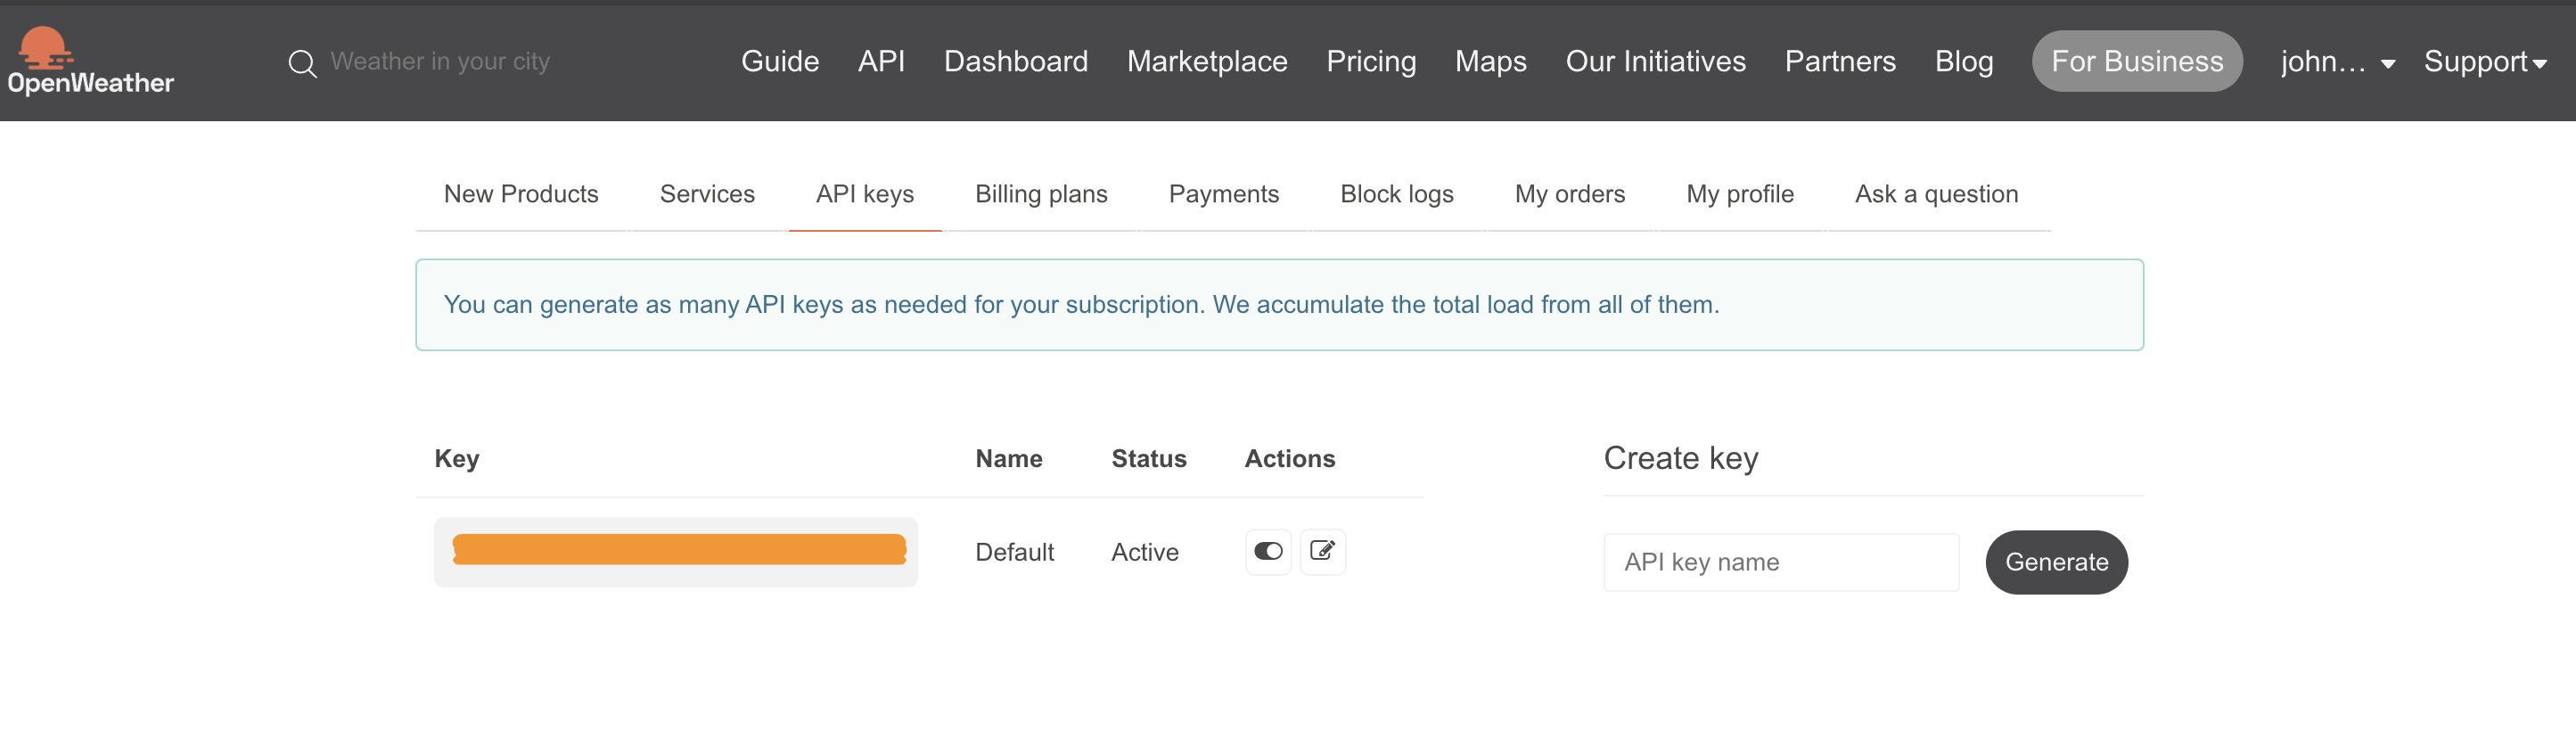 OpenWeather
Weather in your city
Guide API Dashboard Marketplace Pricing Maps Our Initiatives Partners Blog For Business john... Support
New Products Services API keys Billing plans Payments Block logs My orders My profile Ask a question
You can generate as many API keys as needed for your subscription. We accumulate the total load from all of them.
Key Name Status Actions
Default Active
Create key
API key name Generate